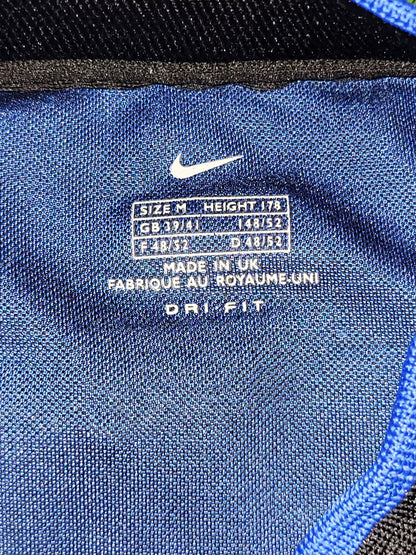 SIZE M HEIGHT 178
GB 39/41 I 48/52
F 48/52 D 48/52
MADE IN UK
FABRIQUE AU ROYAUME-UNI
DRI FIT